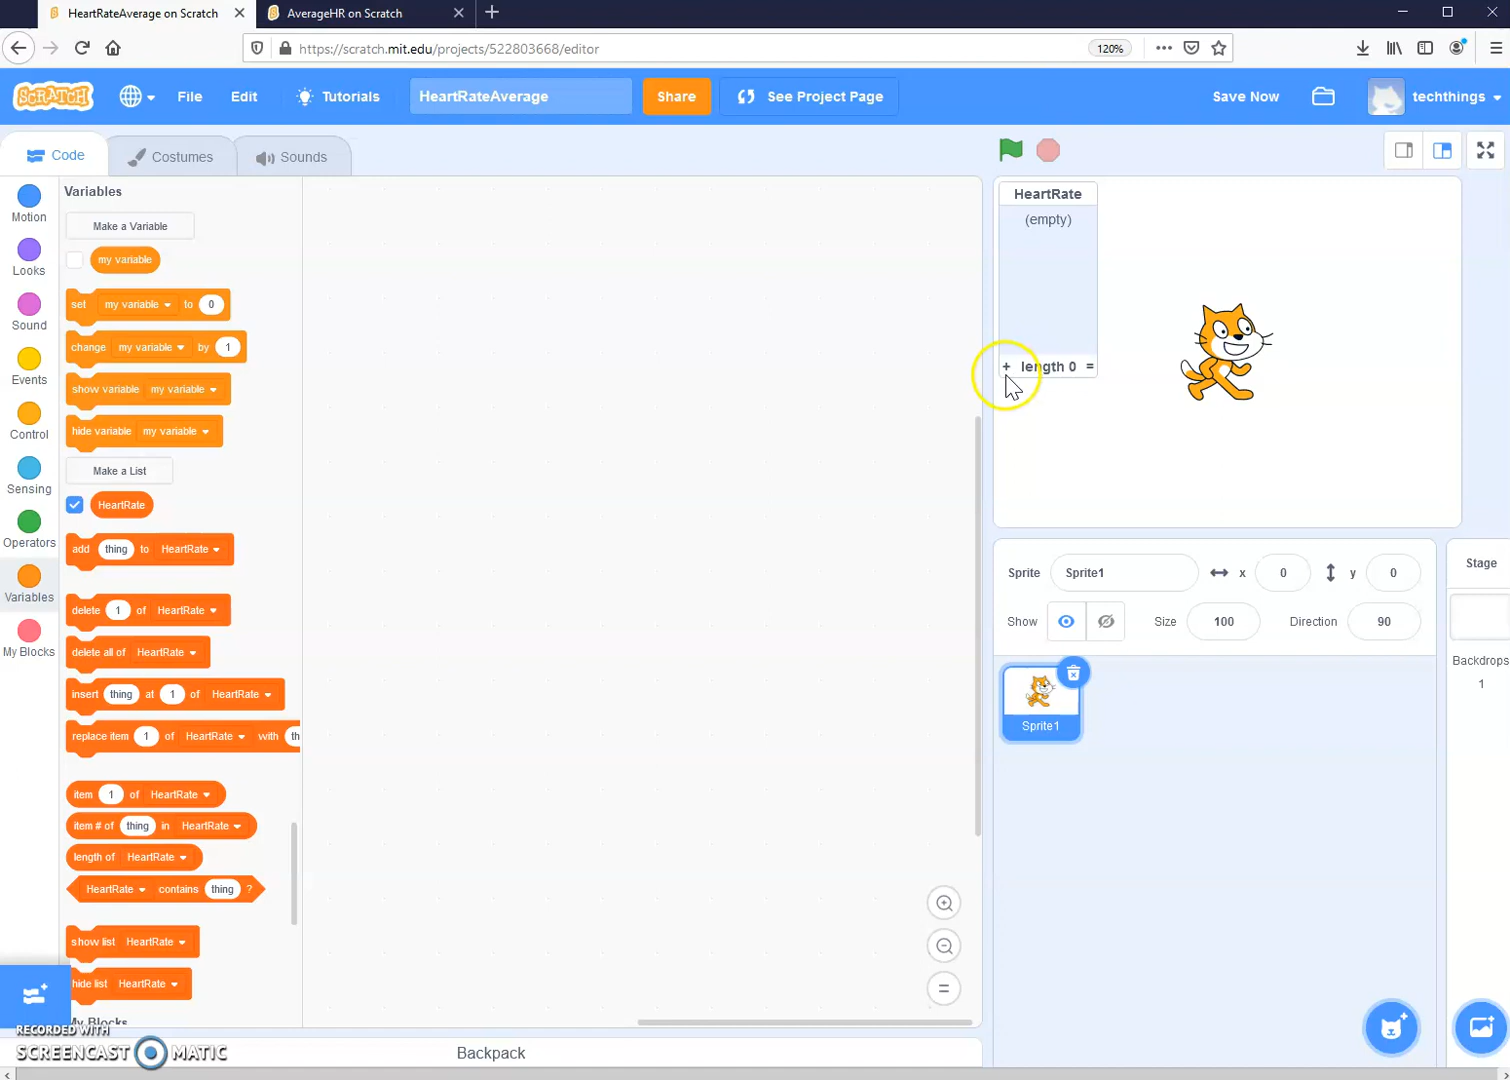 HeartRateAverage on Scratch
AverageHR on Scratch
https://scratch.mit.edu/projects/522803668/editor
120%
SCRATCH
File
Edit
Tutorials
HeartRateAverage
Share
See Project Page
Save Now
techthings
Code
Costumes
Sounds
Motion
Looks
Sound
Events
Control
Sensing
Operators
Variables
My Blocks
Variables
Make a Variable
my variable
set my variable to 0
change my variable by 1
show variable my variable
hide variable my variable
Make a List
HeartRate
add thing to HeartRate
delete 1 of HeartRate
delete all of HeartRate
insert thing at 1 of HeartRate
replace item 1 of HeartRate with th
item 1 of HeartRate
item # of thing in HeartRate
length of HeartRate
HeartRate contains thing ?
show list HeartRate
hide list HeartRate
My Blocks
RECORDED WITH
SCREENCAST MATIC
Backpack
HeartRate
(empty)
+ length 0 =
Sprite Sprite1 x 0 y 0
Show Size 100 Direction 90
Sprite1
Stage
Backdrops
1